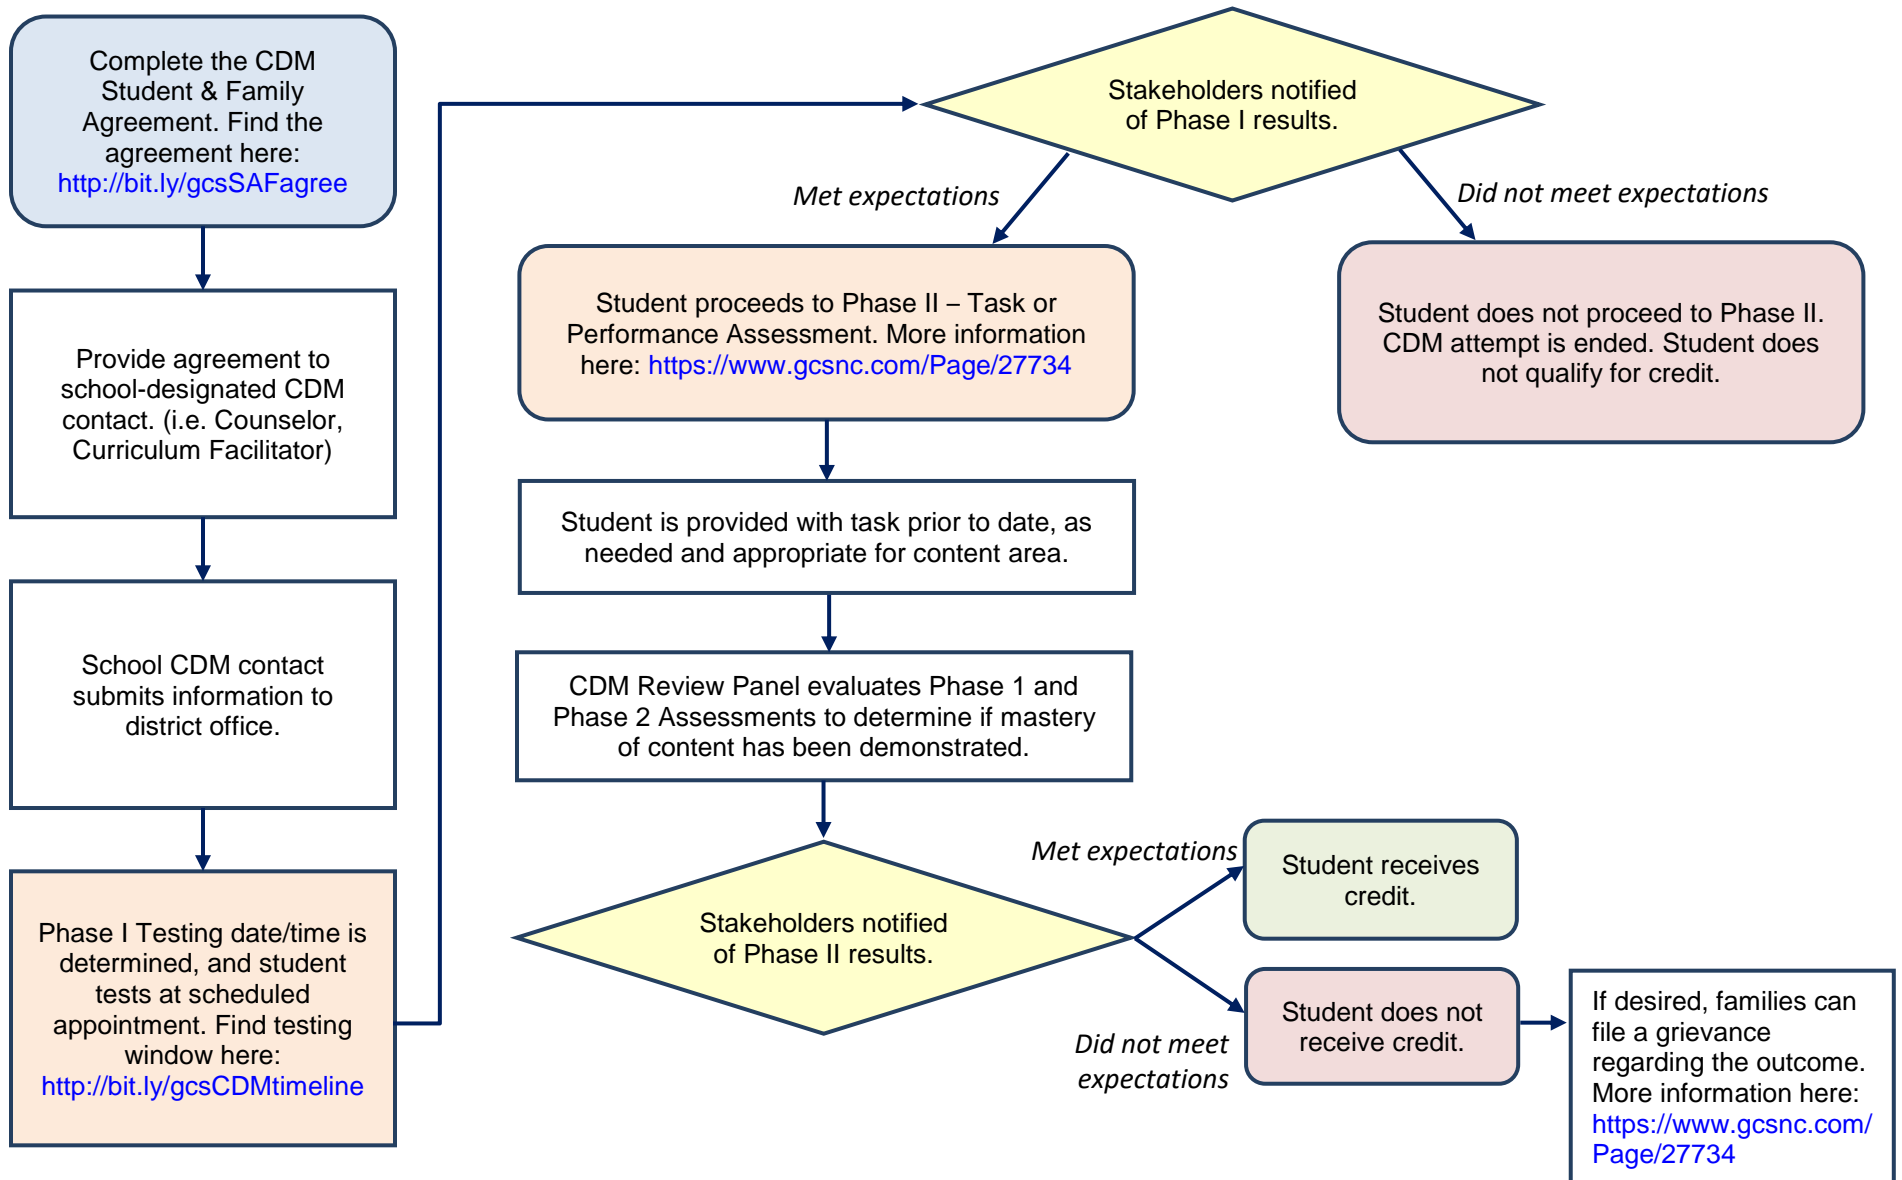 Complete the CDM
Student & Family
Agreement. Find the
agreement here:
http://bit.ly/gcsSAFagree
Provide agreement to
school-designated CDM
contact. (i.e. Counselor,
Curriculum Facilitator)
School CDM contact
submits information to
district office.
Phase I Testing date/time is
determined, and student
tests at scheduled
appointment. Find testing
window here:
http://bit.ly/gcsCDMtimeline
Stakeholders notified
of Phase I results.
Met expectations
Did not meet expectations
Student proceeds to Phase II – Task or
Performance Assessment. More information
here: https://www.gcsnc.com/Page/27734
Student does not proceed to Phase II.
CDM attempt is ended. Student does
not qualify for credit.
Student is provided with task prior to date, as
needed and appropriate for content area.
CDM Review Panel evaluates Phase 1 and
Phase 2 Assessments to determine if mastery
of content has been demonstrated.
Stakeholders notified
of Phase II results.
Met expectations
Student receives
credit.
Did not meet
expectations
Student does not
receive credit.
If desired, families can
file a grievance
regarding the outcome.
More information here:
https://www.gcsnc.com/
Page/27734